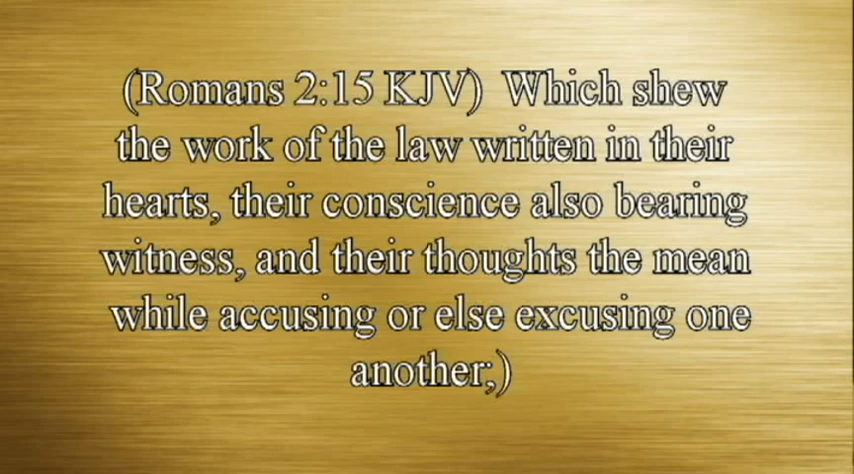 (Romans 2:15 KJV)  Which shew
the work of the law written in their
hearts, their conscience also bearing
witness, and their thoughts the mean
while accusing or else excusing one
another;)